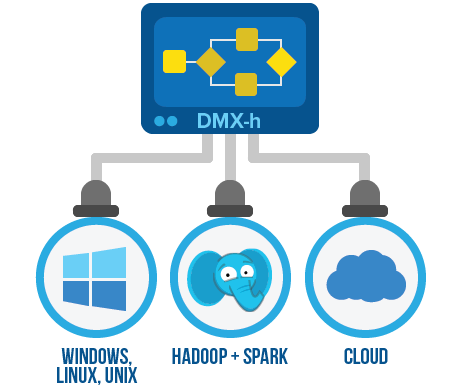 DMX-h
WINDOWS,
LINUX, UNIX
HADOOP + SPARK
CLOUD